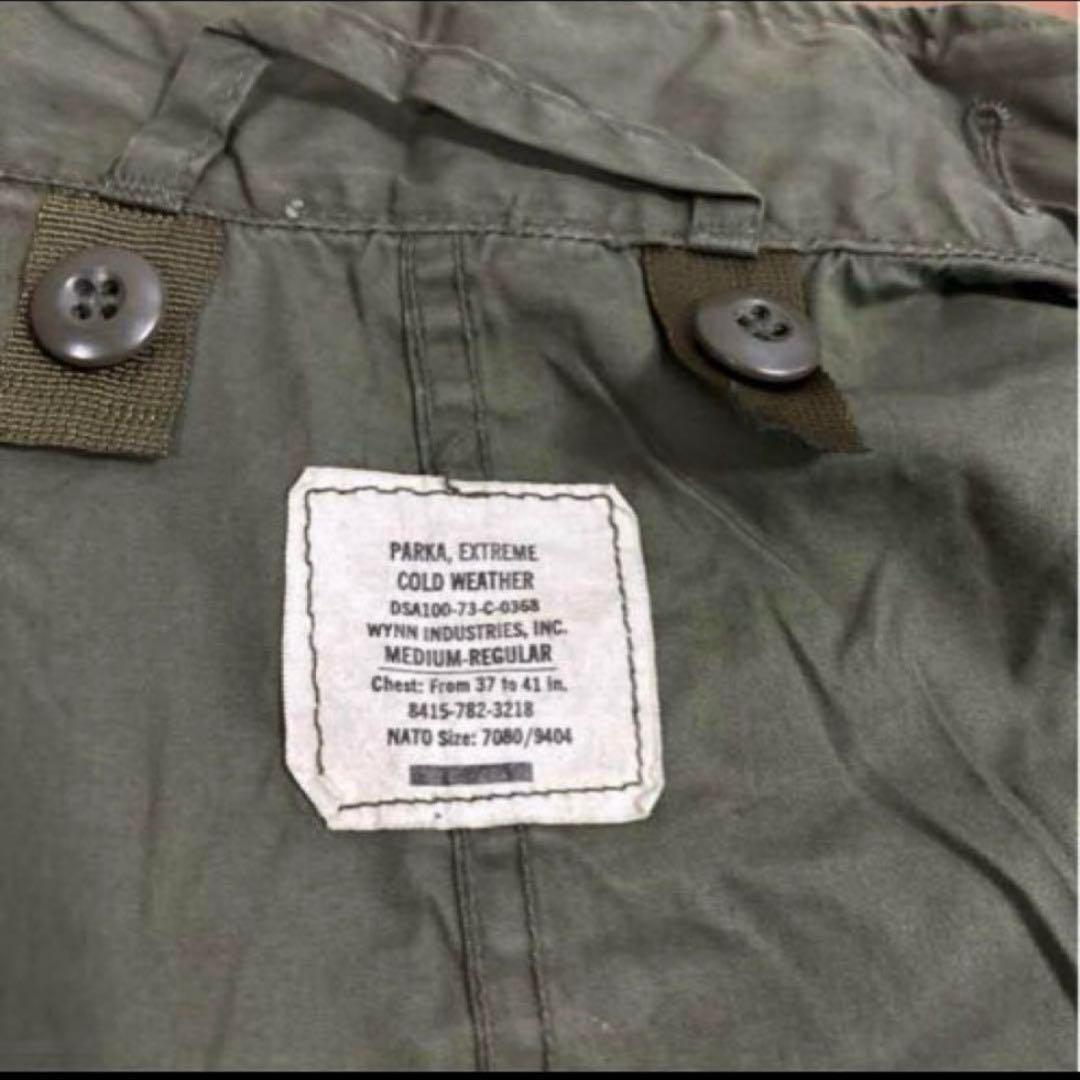 PARKA, EXTREME
COLD WEATHER
DSA100-73-C-0368
WYNN INDUSTRIES, INC.
MEDIUM-REGULAR
Chest: From 37 to 41 in.
8415-782-3218
NATO Size: 7080/9404